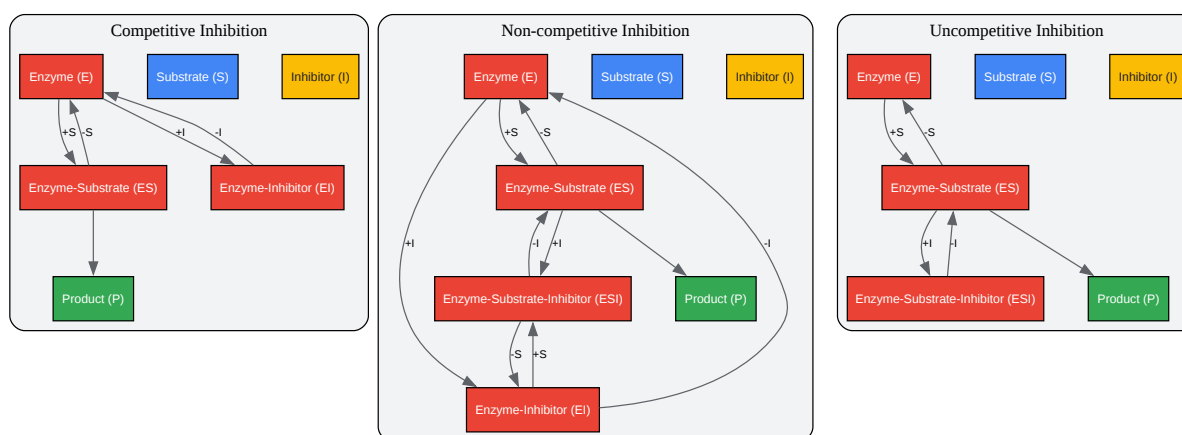 Competitive Inhibition
Enzyme (E)
Substrate (S)
Inhibitor (I)
+S
-S
+I
-I
Enzyme-Substrate (ES)
Enzyme-Inhibitor (EI)
Product (P)
Non-competitive Inhibition
Enzyme (E)
Substrate (S)
Inhibitor (I)
+S
-S
Enzyme-Substrate (ES)
+I
-I
+I
-I
Enzyme-Substrate-Inhibitor (ESI)
Product (P)
-S
+S
Enzyme-Inhibitor (EI)
Uncompetitive Inhibition
Enzyme (E)
Substrate (S)
Inhibitor (I)
+S
-S
Enzyme-Substrate (ES)
+I
-I
Enzyme-Substrate-Inhibitor (ESI)
Product (P)